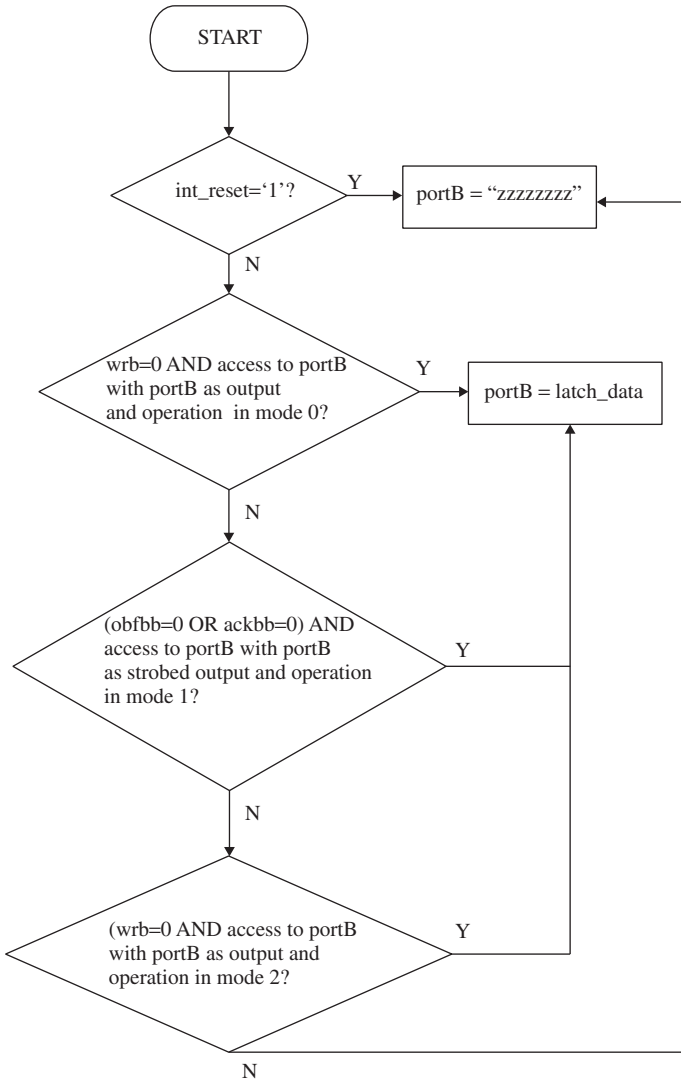 START
int_reset=‘1’?
Y
portB = “zzzzzzzz”
N
wrb=0 AND access to portB
with portB as output
and operation in mode 0?
Y
portB = latch_data
N
(obfbb=0 OR ackbb=0) AND
access to portB with portB
as strobed output and operation
in mode 1?
Y
N
(wrb=0 AND access to portB
with portB as output and
operation in mode 2?
Y
N